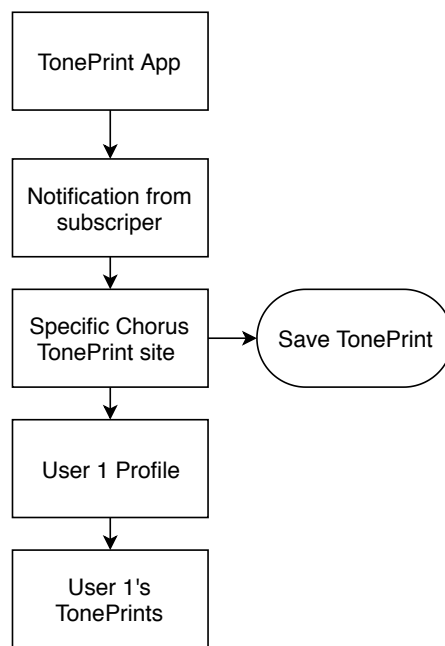 TonePrint App
Notification from
subscriper
Specific Chorus
TonePrint site
Save TonePrint
User 1 Profile
User 1's
TonePrints